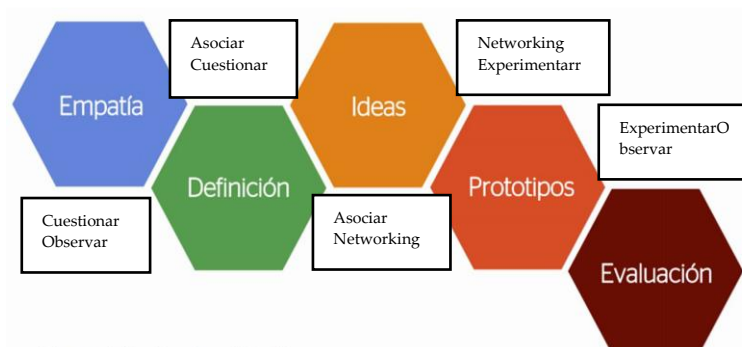 Empatía
Cuestionar
Observar
Asociar
Cuestionar
Definición
Ideas
Asociar
Networking
Networking
Experimentarr
Prototipos
ExperimentarO
bservar
Evaluación